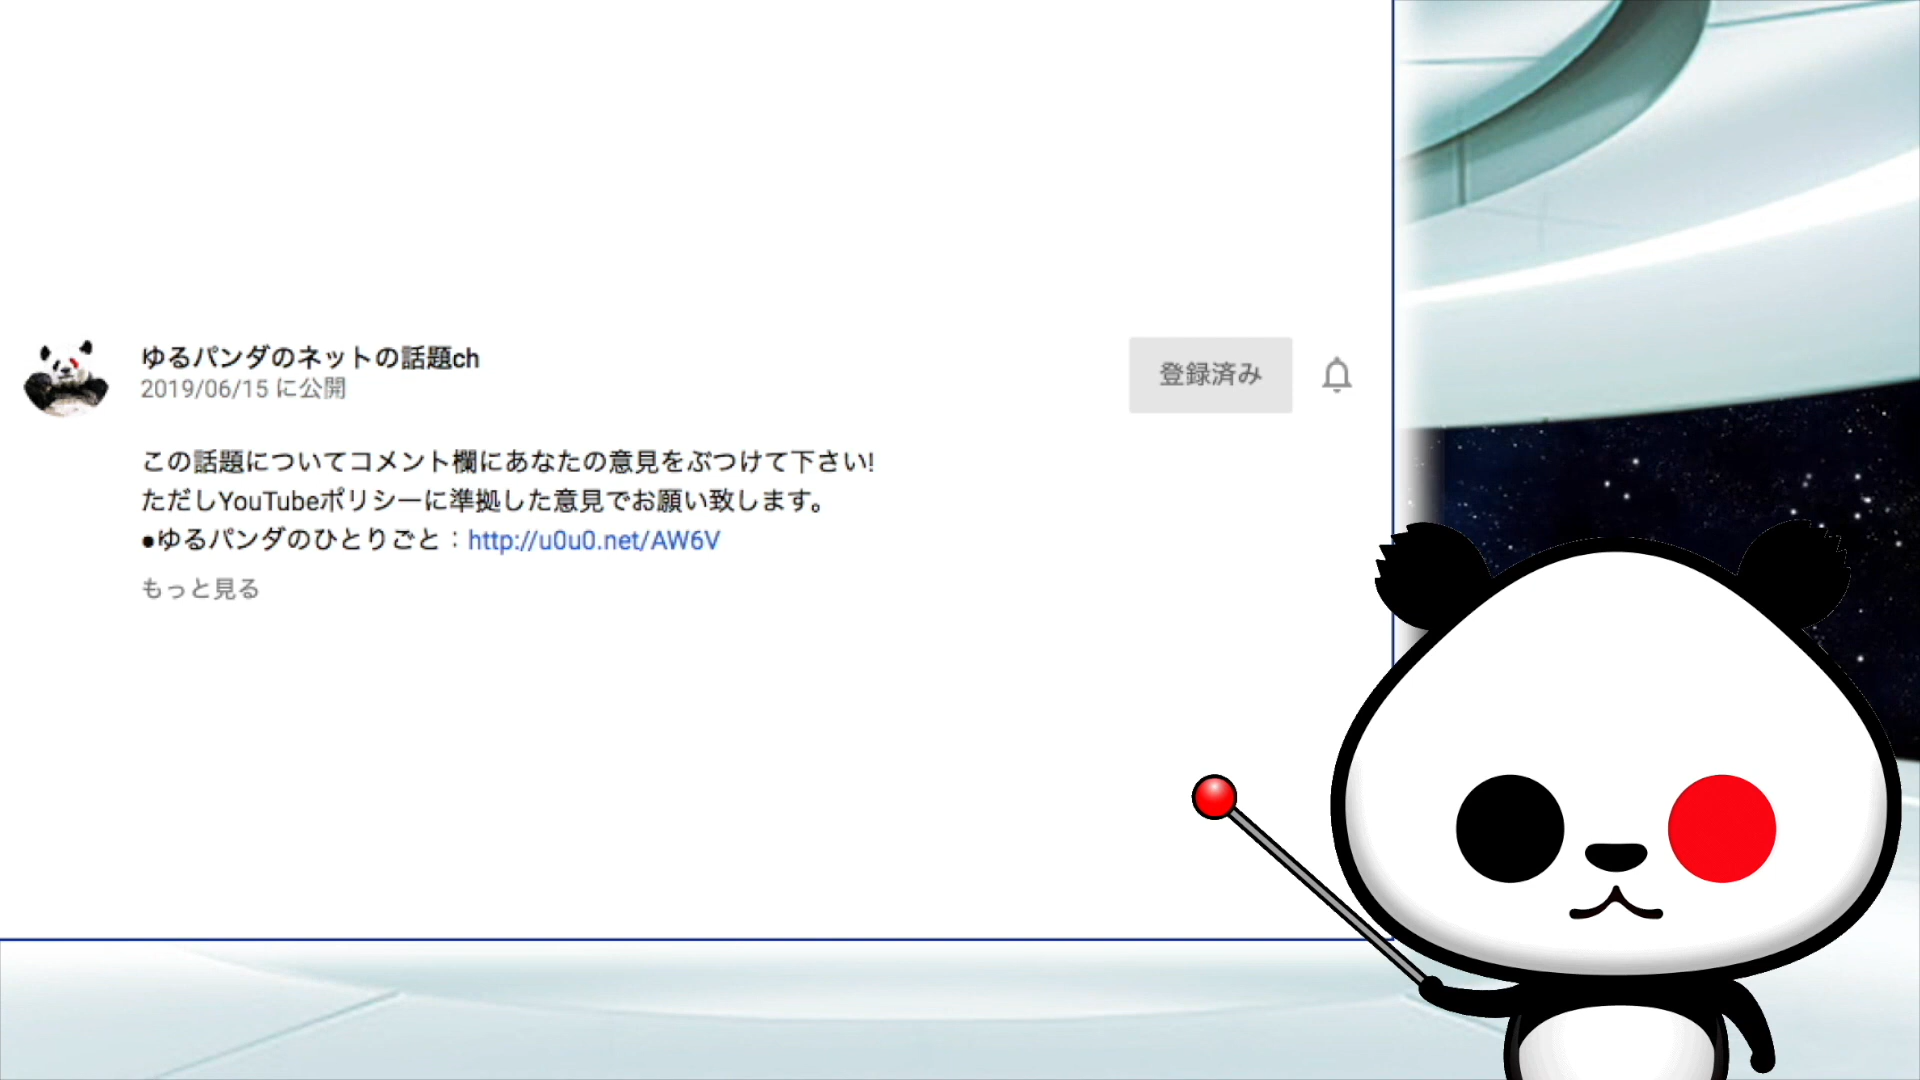 ゆるパンダのネットの話題ch
2019/06/15 に公開
登録済み
この話題についてコメント欄にあなたの意見をぶつけて下さい!
ただしYouTubeポリシーに準拠した意見でお願い致します。
●ゆるパンダのひとりごと：http://u0u0.net/AW6V
もっと見る